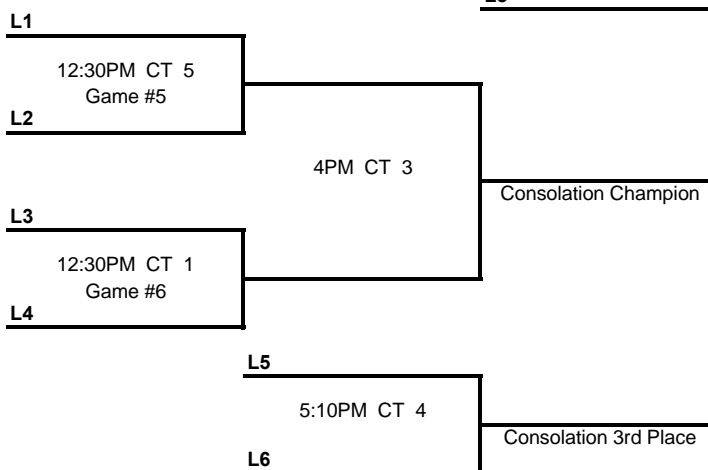 L1
12:30PM CT 5
Game #5
L2
4PM CT 3
Consolation Champion
L3
12:30PM CT 1
Game #6
L4
L5
5:10PM CT 4
Consolation 3rd Place
L6